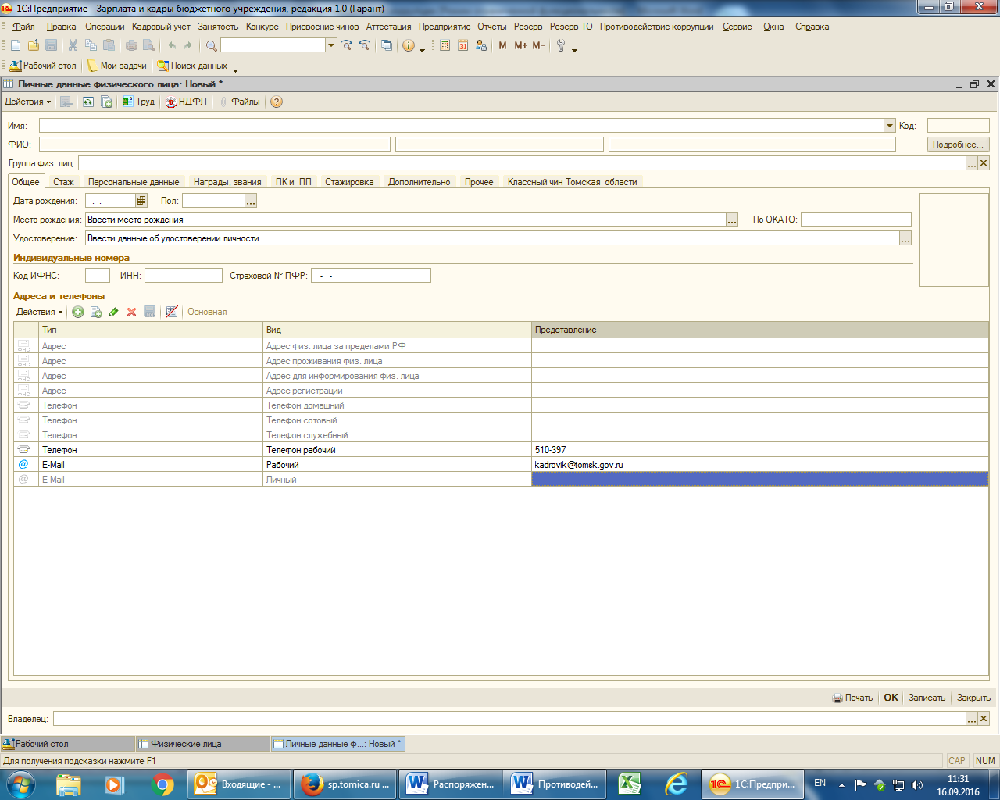 1С:Предприятие - Зарплата и кадры бюджетного учреждения, редакция 1.0 (Гарант)
Файл Правка Операции Кадровый учет Занятость Конкурс Присвоение чинов Аттестация Предприятие Отчеты Резерв Резерв ТО Противодействие коррупции Сервис Окна Справка
M M+ M-
Рабочий стол Мои задачи Поиск данных
Личные данные физического лица: Новый *
Действия Труд НДФЛ Файлы
Имя: Код:
ФИО: Подробнее...
Группа физ. лиц:
Общее Стаж Персональные данные Награды, звания ПК и ПП Стажировка Дополнительно Прочее Классный чин Томская области
Дата рождения: . . Пол:
Место рождения: Ввести место рождения По ОКАТО:
Удостоверение: Ввести данные об удостоверении личности
Индивидуальные номера
Код ИФНС: ИНН: Страховой № ПФР: - -
Адреса и телефоны
Действия Основная
Тип Вид Представление
ФНС Адрес Адрес физ. лица за пределами РФ
ФНС Адрес Адрес проживания физ. лица
ФНС Адрес Адрес для информирования физ. лица
ФНС Адрес Адрес регистрации
Телефон Телефон домашний
Телефон Телефон сотовый
Телефон Телефон служебный
Телефон Телефон рабочий 510-397
@ E-Mail Рабочий kadrovik@tomsk.gov.ru
@ E-Mail Личный
Печать OK Записать Закрыть
Владелец:
Рабочий стол Физические лица Личные данные ф...: Новый *
Для получения подсказки нажмите F1 CAP NUM
Входящие - ... sp.tomica.ru ... Распоряжен... Противодей... 1С:Предпри... EN 11:31
16.09.2016